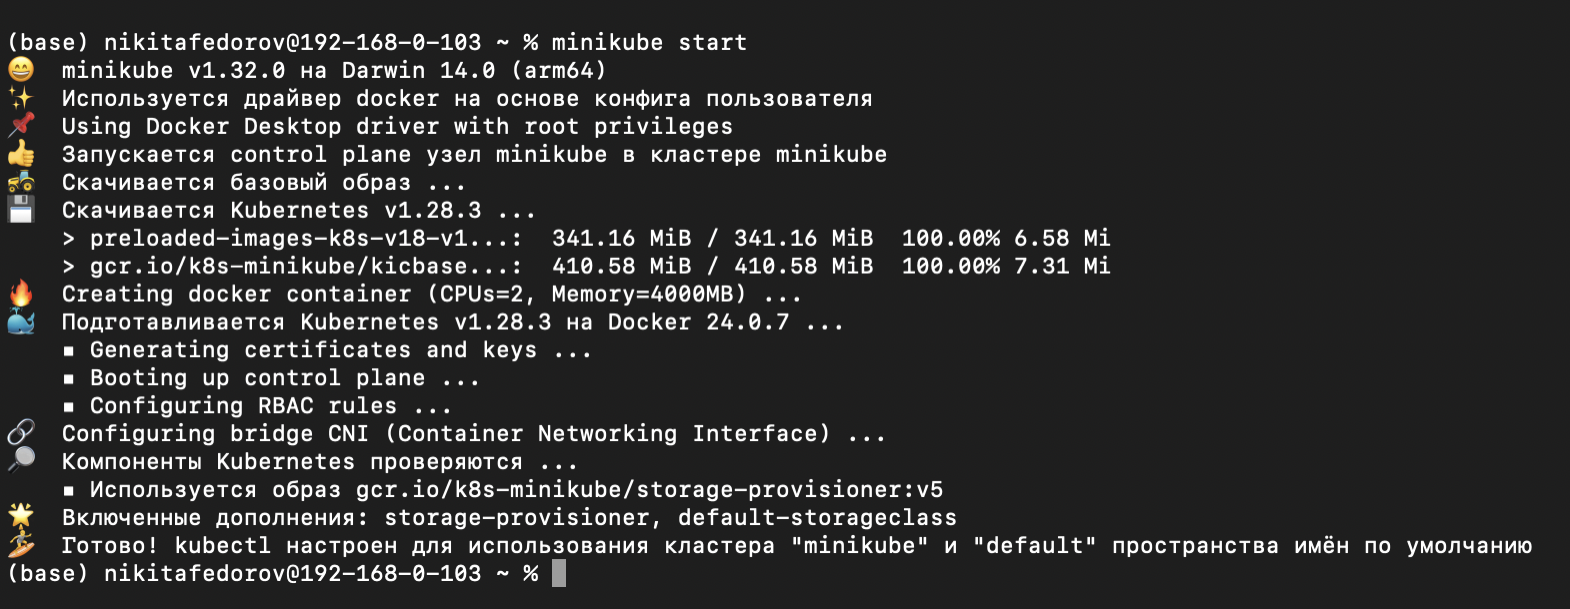 (base) nikitafedorov@192-168-0-103 ~ % minikube start
😄 minikube v1.32.0 на Darwin 14.0 (arm64)
✨ Используется драйвер docker на основе конфига пользователя
📌 Using Docker Desktop driver with root privileges
👍 Запускается control plane узел minikube в кластере minikube
🚜 Скачивается базовый образ ...
💾 Скачивается Kubernetes v1.28.3 ...
> preloaded-images-k8s-v18-v1...: 341.16 MiB / 341.16 MiB 100.00% 6.58 Mi
> gcr.io/k8s-minikube/kicbase...: 410.58 MiB / 410.58 MiB 100.00% 7.31 Mi
🔥 Creating docker container (CPUs=2, Memory=4000MB) ...
🐳 Подготавливается Kubernetes v1.28.3 на Docker 24.0.7 ...
▪ Generating certificates and keys ...
▪ Booting up control plane ...
▪ Configuring RBAC rules ...
🔗 Configuring bridge CNI (Container Networking Interface) ...
🔎 Компоненты Kubernetes проверяются ...
▪ Используется образ gcr.io/k8s-minikube/storage-provisioner:v5
🌟 Включенные дополнения: storage-provisioner, default-storageclass
🏄 Готово! kubectl настроен для использования кластера "minikube" и "default" пространства имён по умолчанию
(base) nikitafedorov@192-168-0-103 ~ %